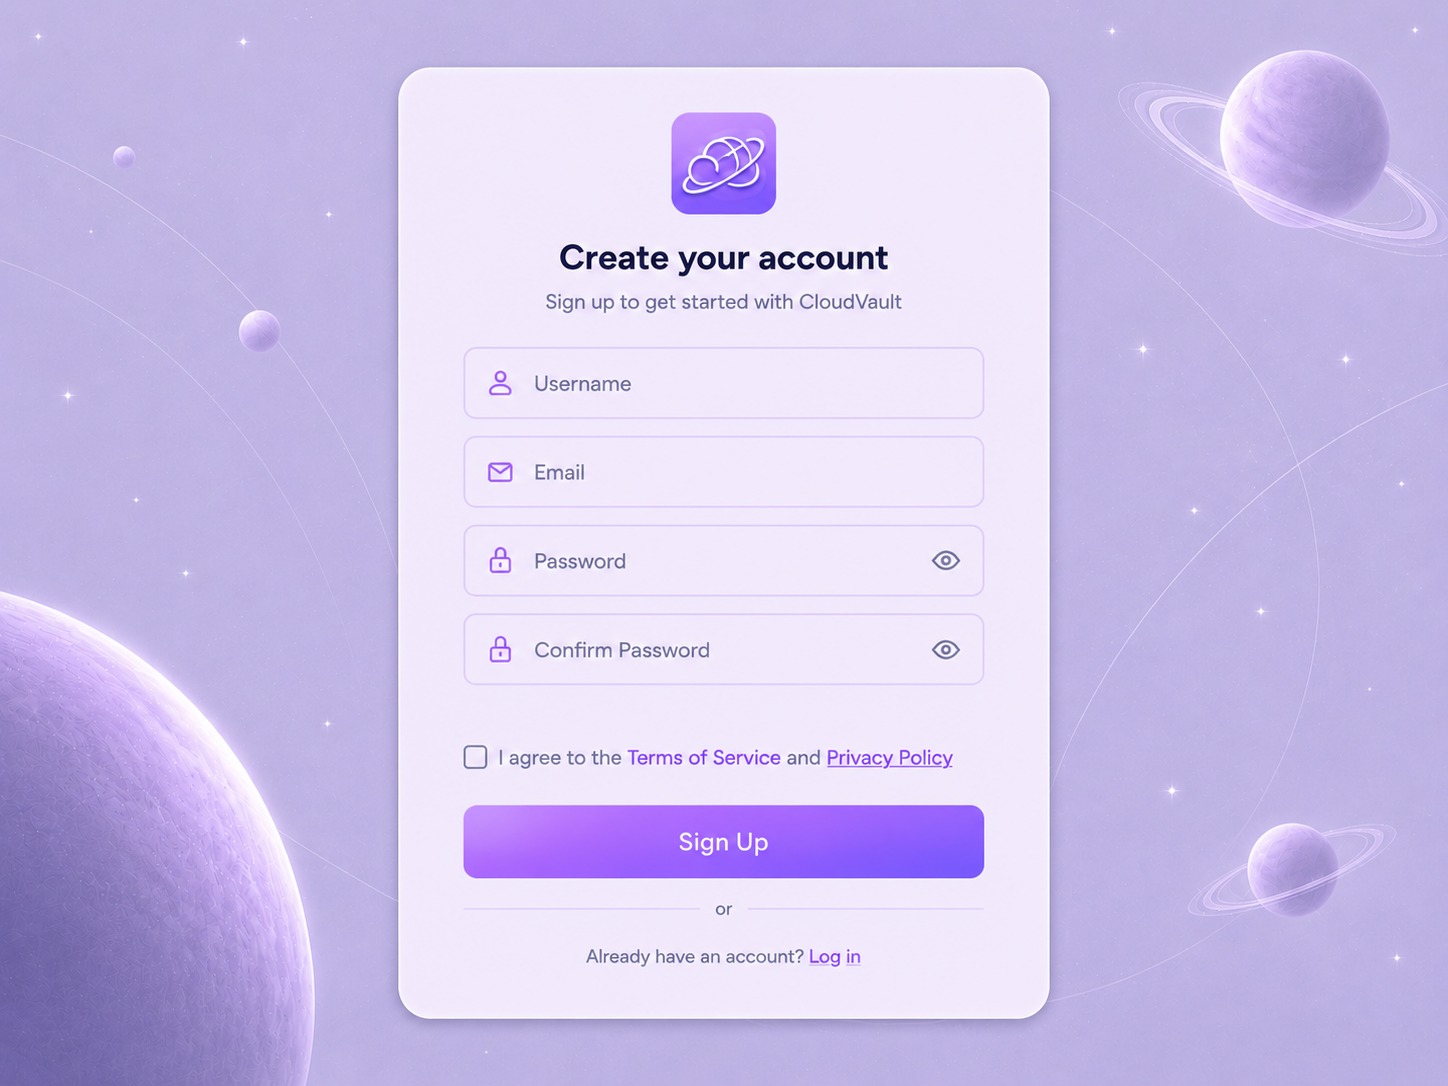 Create your account
Sign up to get started with CloudVault
Username
Email
Password
Confirm Password
I agree to the Terms of Service and Privacy Policy
Sign Up
or
Already have an account? Log in